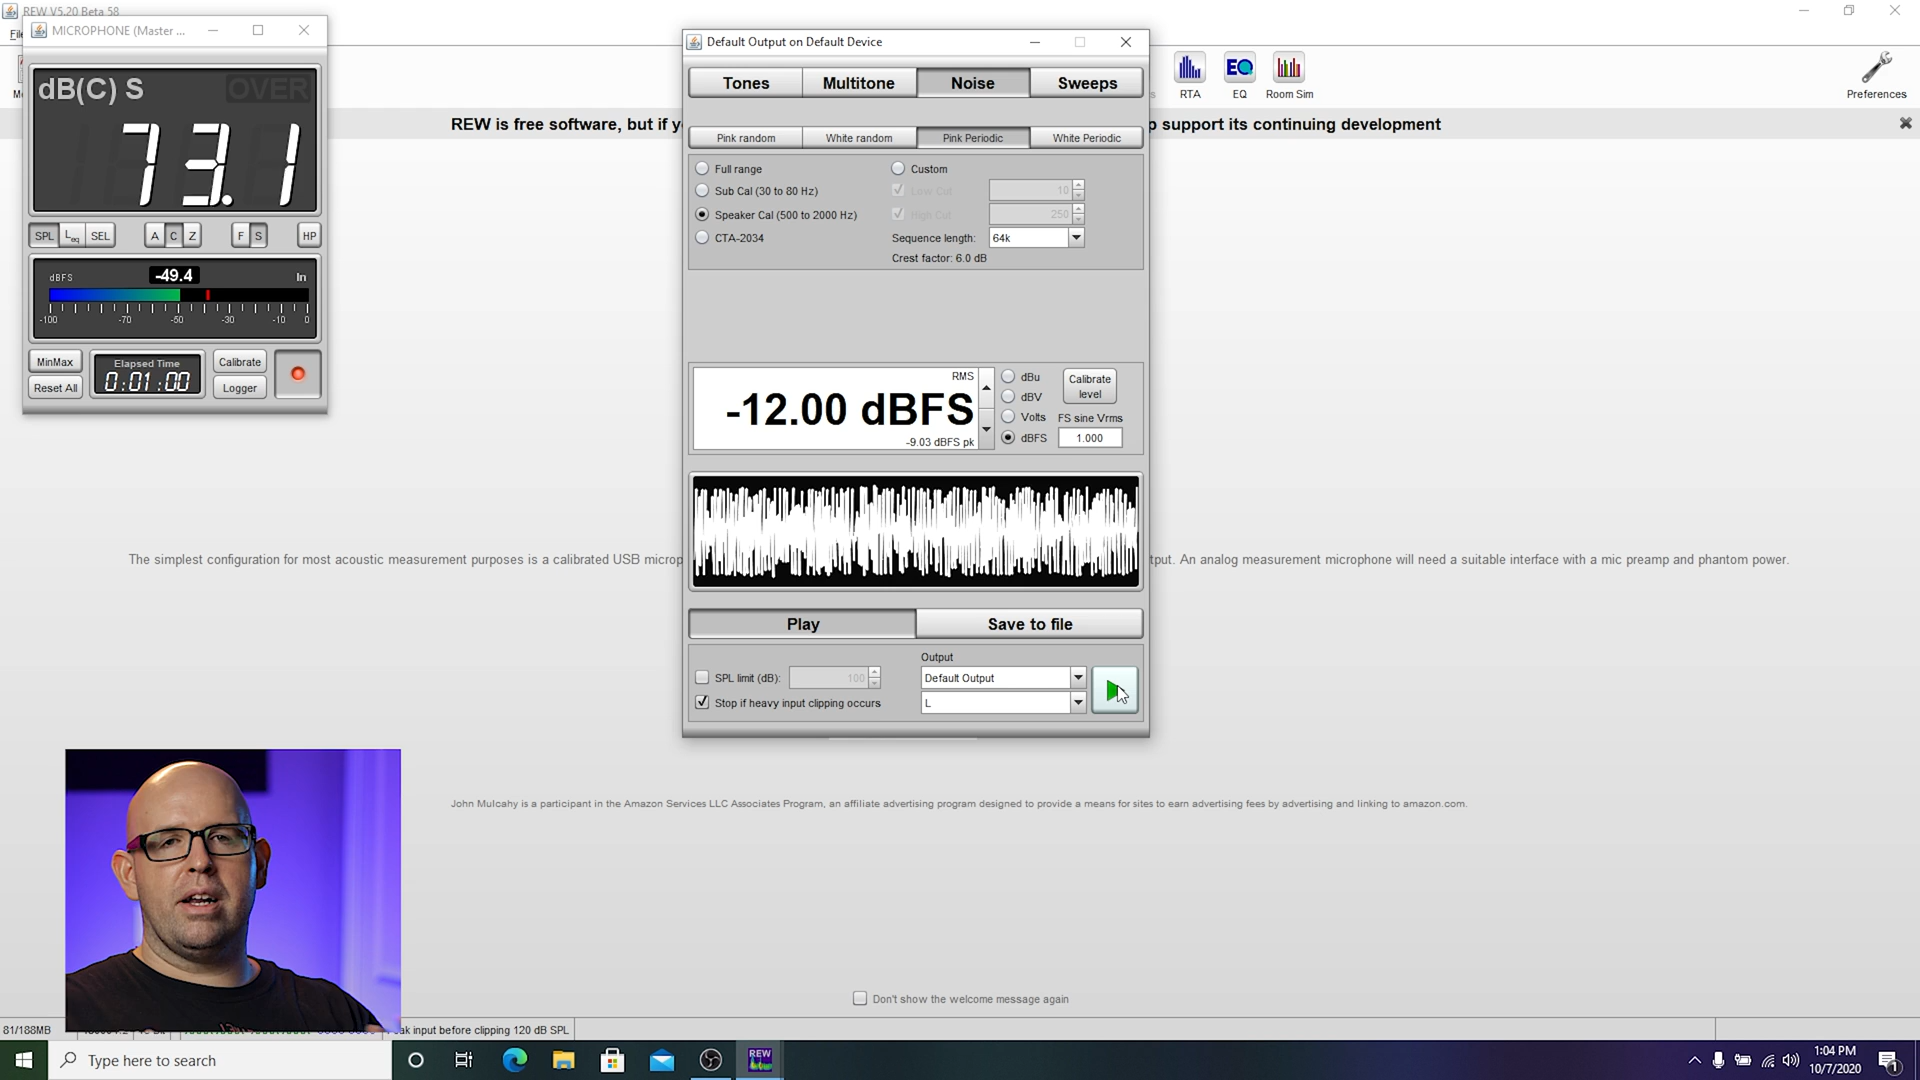 REW V5.20 Beta 58
MICROPHONE (Master ...
dB(C) S
OVER
73.1
SPL
Leq
SEL
A
C
Z
F
S
HP
dBFS
-49.4
In
-100
-70
-50
-30
-10
0
MinMax
Elapsed Time
0:01:00
Calibrate
Reset All
Logger
Default Output on Default Device
Tones
Multitone
Noise
Sweeps
Pink random
White random
Pink Periodic
White Periodic
Full range
Custom
Sub Cal (30 to 80 Hz)
Low Cut
10
Speaker Cal (500 to 2000 Hz)
High Cut
250
CTA-2034
Sequence length:
64k
Crest factor: 6.0 dB
RMS
-12.00 dBFS
-9.03 dBFS pk
dBu
dBV
Volts
dBFS
Calibrate
level
FS sine Vrms
1.000
Play
Save to file
Output
SPL limit (dB):
100
Default Output
Stop if heavy input clipping occurs
L
RTA
EQ
EQ
Room Sim
Preferences
REW is free software, but if y
p support its continuing development
The simplest configuration for most acoustic measurement purposes is a calibrated USB microp
tput. An analog measurement microphone will need a suitable interface with a mic preamp and phantom power.
John Mulcahy is a participant in the Amazon Services LLC Associates Program, an affiliate advertising program designed to provide a means for sites to earn advertising fees by advertising and linking to amazon.com.
Don't show the welcome message again
81/188MB
ak input before clipping 120 dB SPL
Type here to search
REW
1:04 PM
10/7/2020
1